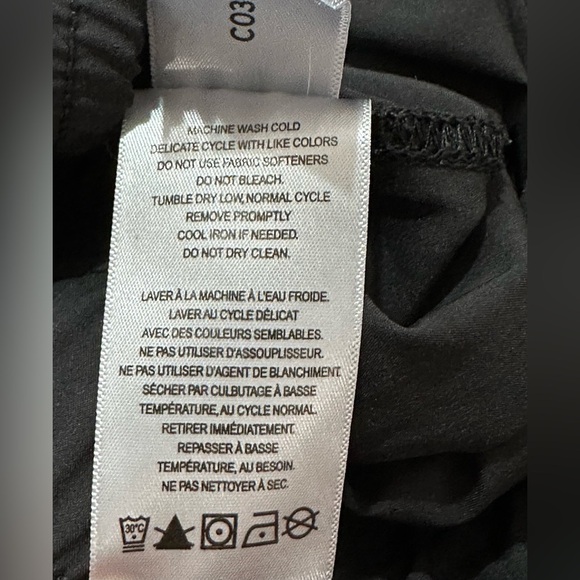 C03
MACHINE WASH COLD
DELICATE CYCLE WITH LIKE COLORS
DO NOT USE FABRIC SOFTENERS
DO NOT BLEACH.
TUMBLE DRY LOW, NORMAL CYCLE
REMOVE PROMPTLY
COOL IRON IF NEEDED.
DO NOT DRY CLEAN.
LAVER À LA MACHINE À L'EAU FROIDE.
LAVER AU CYCLE DÉLICAT
AVEC DES COULEURS SEMBLABLES.
NE PAS UTILISER D'ASSOUPLISSEUR.
NE PAS UTILISER D'AGENT DE BLANCHIMENT.
SÉCHER PAR CULBUTAGE À BASSE
TEMPÉRATURE, AU CYCLE NORMAL.
RETIRER IMMÉDIATEMENT.
REPASSER À BASSE
TEMPÉRATURE, AU BESOIN.
NE PAS NETTOYER À SEC.
30°C